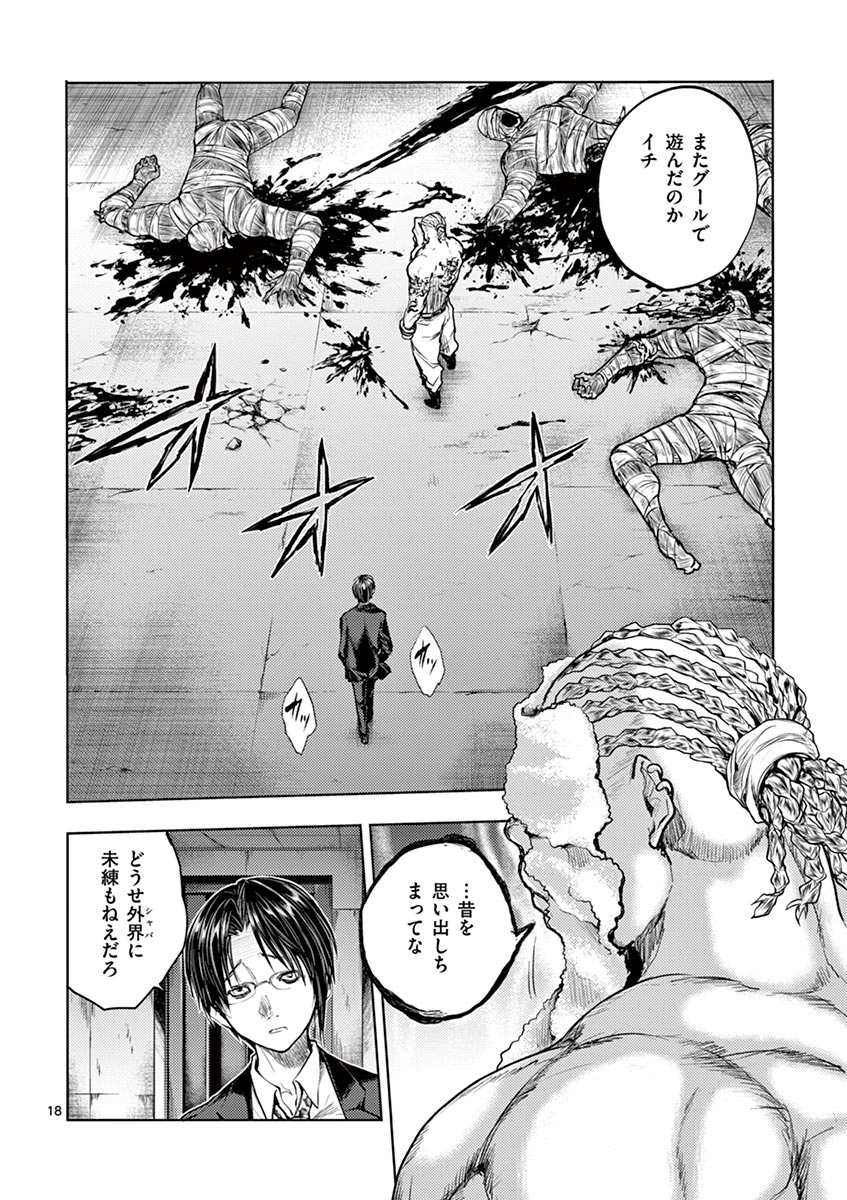 またグールで
遊んだのか
イチ
カッ
カッ
…昔を
思い出しち
まってな
どうせ外界に
シャバ
未練もねえだろ
18